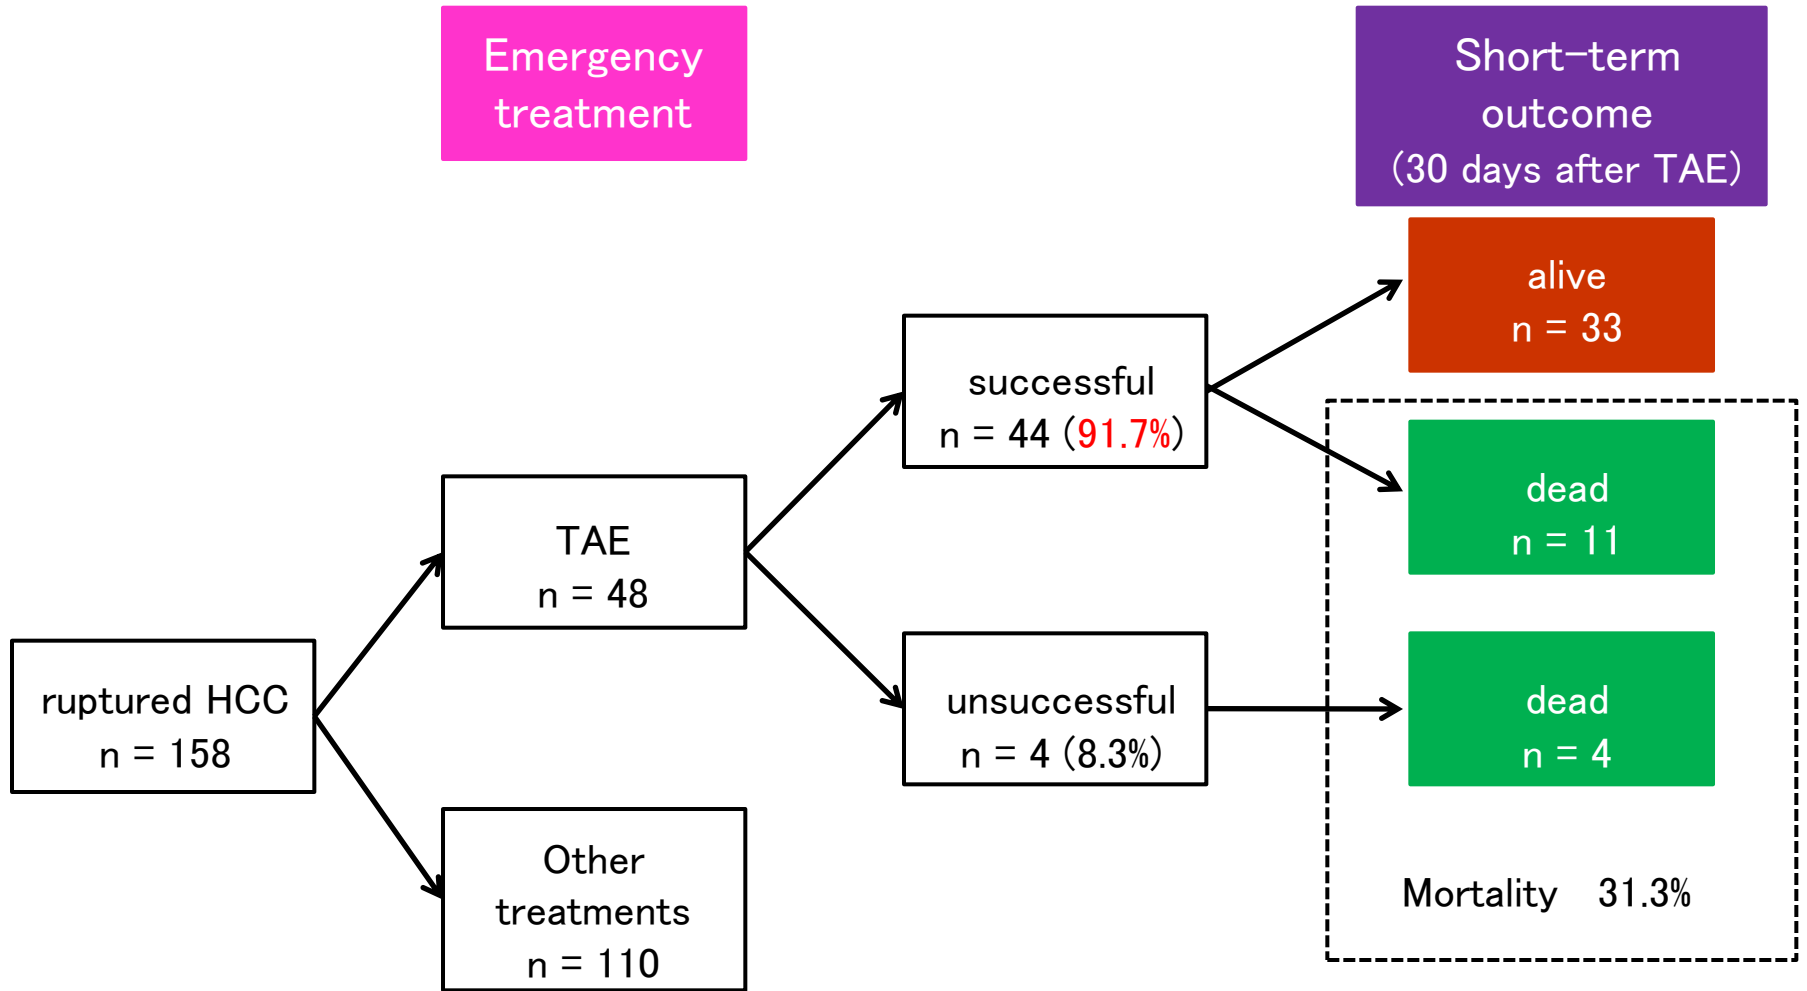 Emergency
treatment
Short-term
outcome
(30 days after TAE)
alive
n = 33
successful
n = 44 (91.7%)
dead
n = 11
TAE
n = 48
ruptured HCC
n = 158
unsuccessful
n = 4 (8.3%)
dead
n = 4
Other
treatments
n = 110
Mortality 31.3%